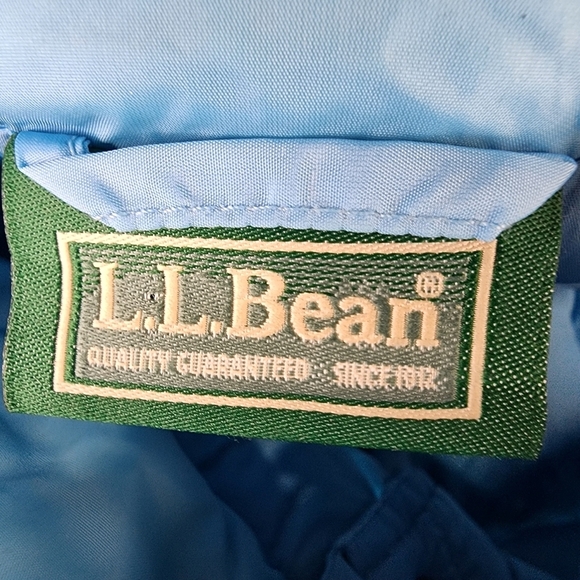 L.L.Bean®
QUALITY GUARANTEED SINCE 1912